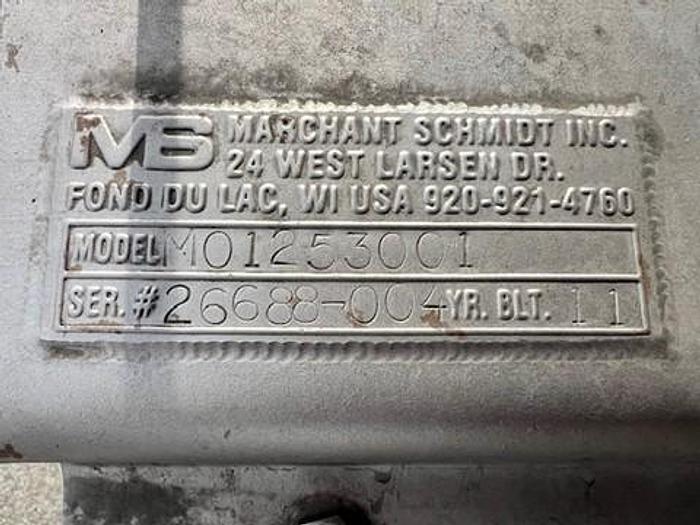 MS MARCHANT SCHMIDT INC.
24 WEST LARSEN DR.
FOND DU LAC, WI USA 920-921-4760
MODEL M01253001
SER. # 26688-004 YR. BLT. 11